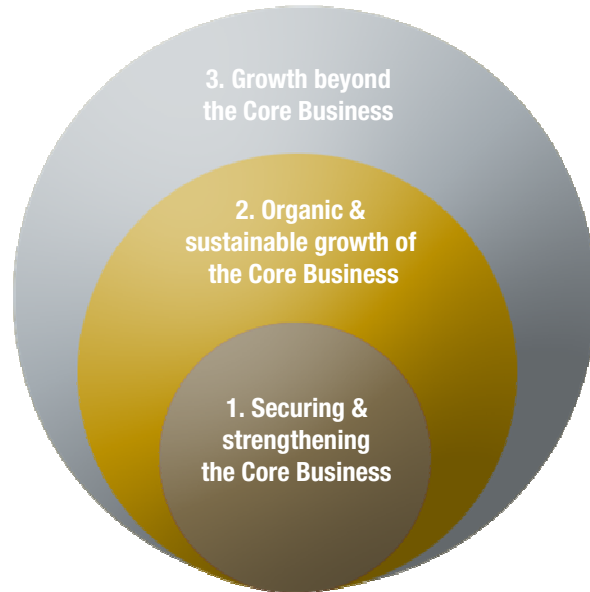 3. Growth beyond
the Core Business
2. Organic &
sustainable growth of
the Core Business
1. Securing &
strengthening
the Core Business